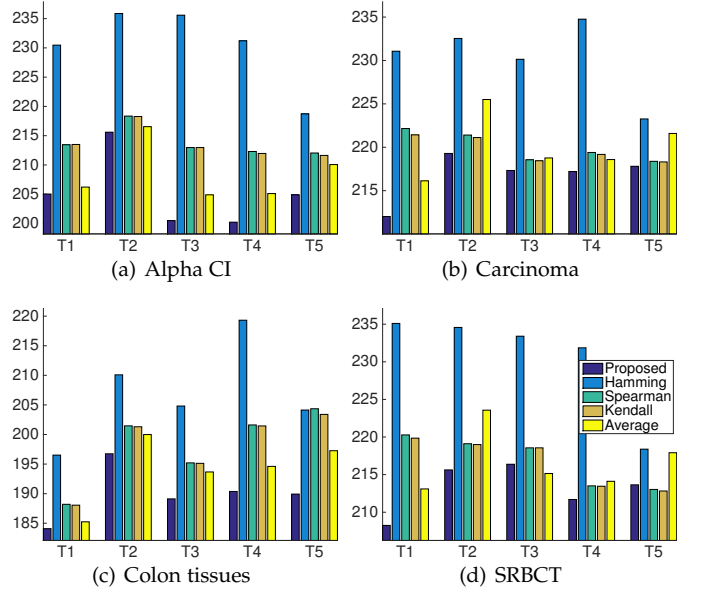 235
230
225
220
215
210
205
200
T1 T2 T3 T4 T5
(a) Alpha CI
235
230
225
220
215
T1 T2 T3 T4 T5
(b) Carcinoma
220
215
210
205
200
195
190
185
T1 T2 T3 T4 T5
(c) Colon tissues
235
230
225
220
215
210
Proposed
Hamming
Spearman
Kendall
Average
T1 T2 T3 T4 T5
(d) SRBCT